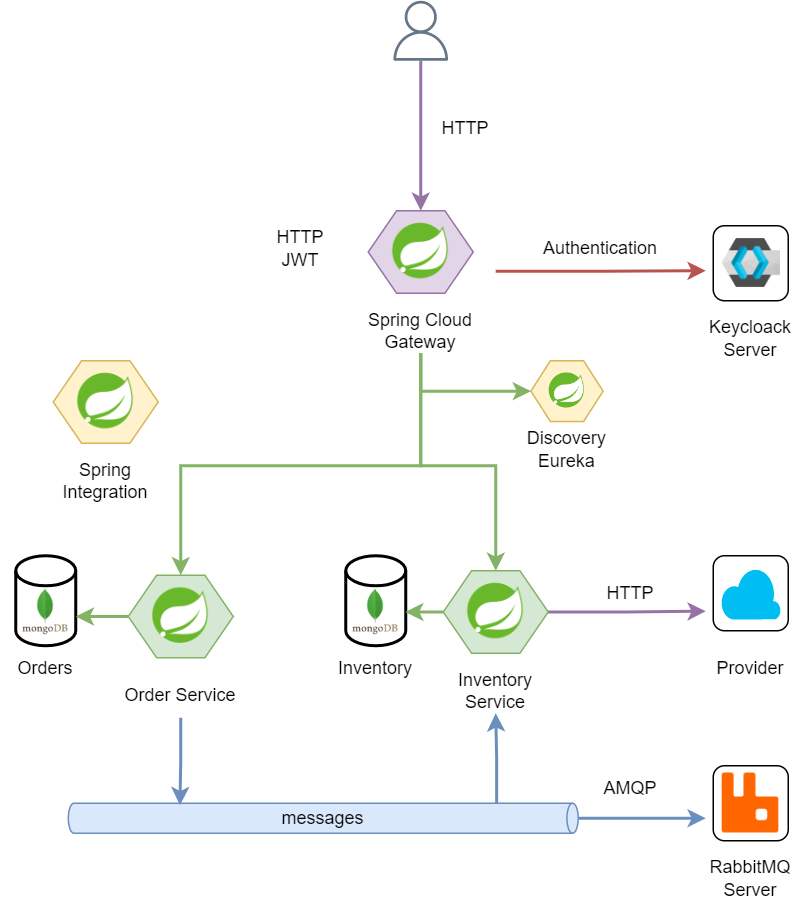 HTTP
HTTP
JWT
Authentication
Spring Cloud
Gateway
Keycloack
Server
Discovery
Eureka
Spring
Integration
mongoDB
mongoDB
HTTP
Orders
Inventory
Provider
Order Service
Inventory
Service
AMQP
messages
RabbitMQ
Server